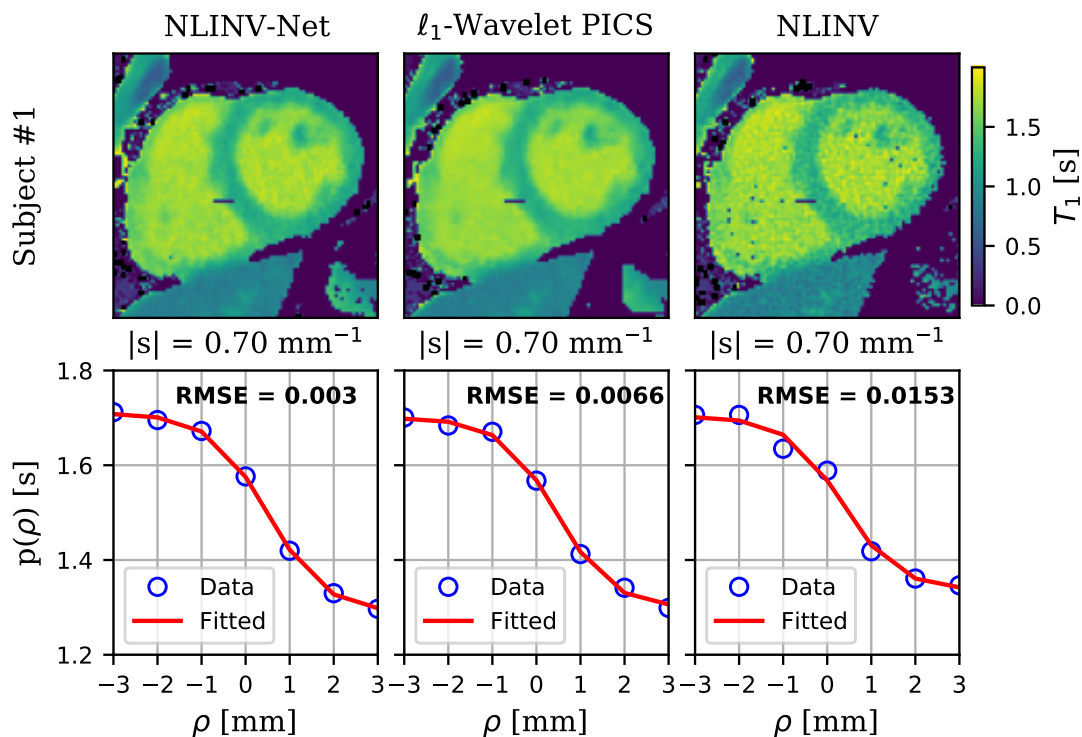 NLINV-Net
ℓ₁-Wavelet PICS
NLINV
Subject #1
1.5
1.0
0.5
0.0
T₁ [s]
|s| = 0.70 mm⁻¹
|s| = 0.70 mm⁻¹
|s| = 0.70 mm⁻¹
1.8
1.6
1.4
1.2
p(ρ) [s]
RMSE = 0.003
RMSE = 0.0066
RMSE = 0.0153
Data
Fitted
Data
Fitted
Data
Fitted
−3 −2 −1 0 1 2 3
−3 −2 −1 0 1 2 3
−3 −2 −1 0 1 2 3
ρ [mm]
ρ [mm]
ρ [mm]